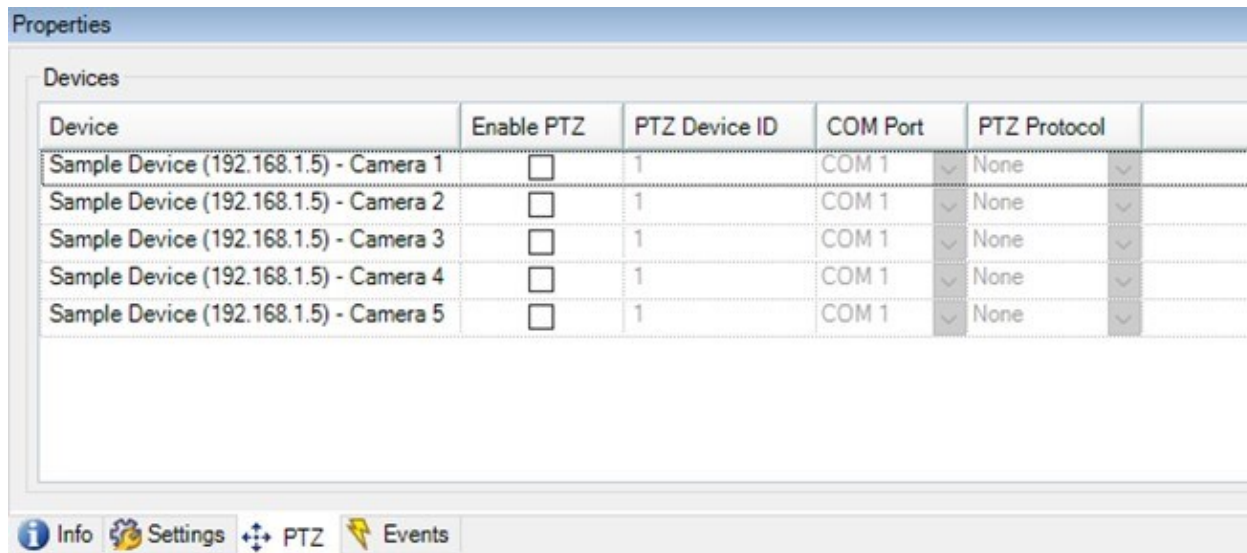 Properties
Devices
Device Enable PTZ PTZ Device ID COM Port PTZ Protocol
Sample Device (192.168.1.5) - Camera 1 1 COM 1 None
Sample Device (192.168.1.5) - Camera 2 1 COM 1 None
Sample Device (192.168.1.5) - Camera 3 1 COM 1 None
Sample Device (192.168.1.5) - Camera 4 1 COM 1 None
Sample Device (192.168.1.5) - Camera 5 1 COM 1 None
Info Settings PTZ Events